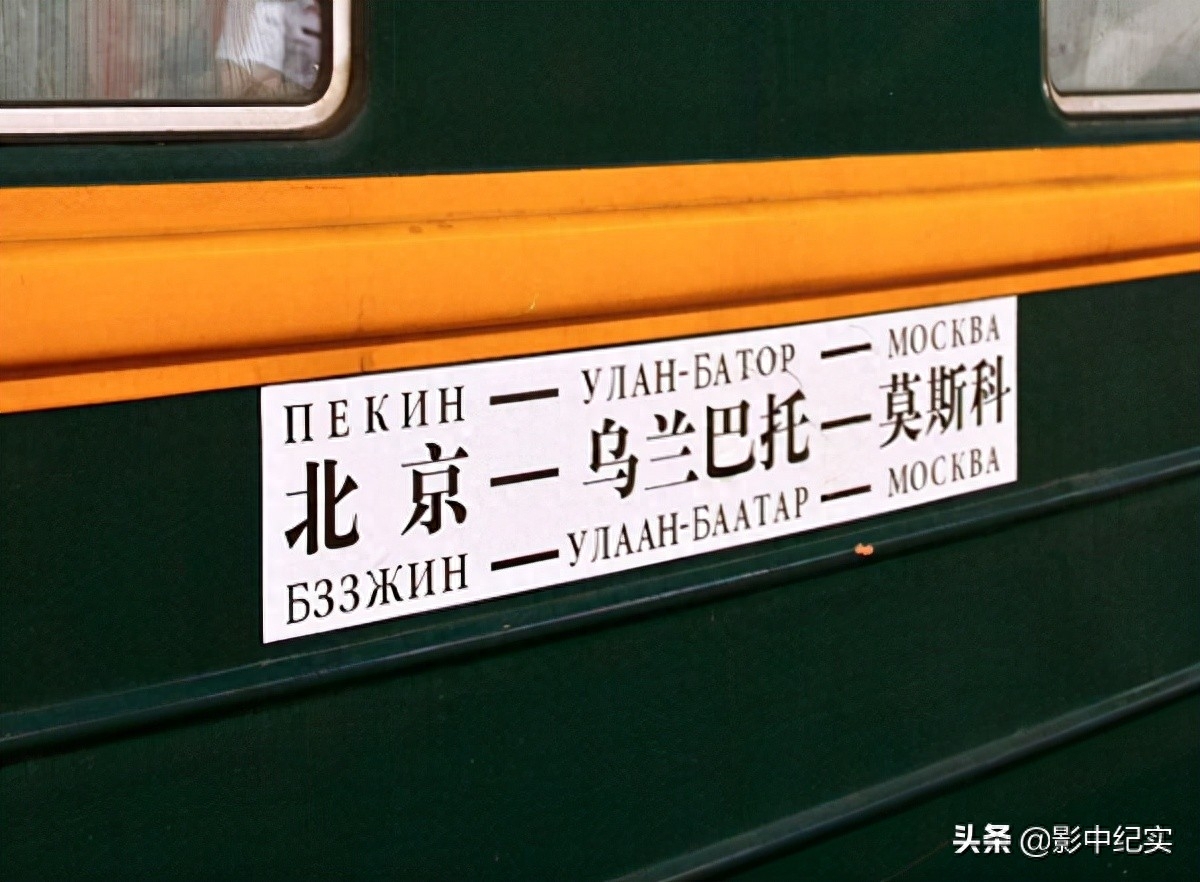 ПЕКИН — УЛАН-БАТОР — МОСКВА
北 京 — 乌兰巴托 — 莫斯科
БЗЗЖИН — УЛААН-БААТАР — МОСКВА
头条 @影中纪实